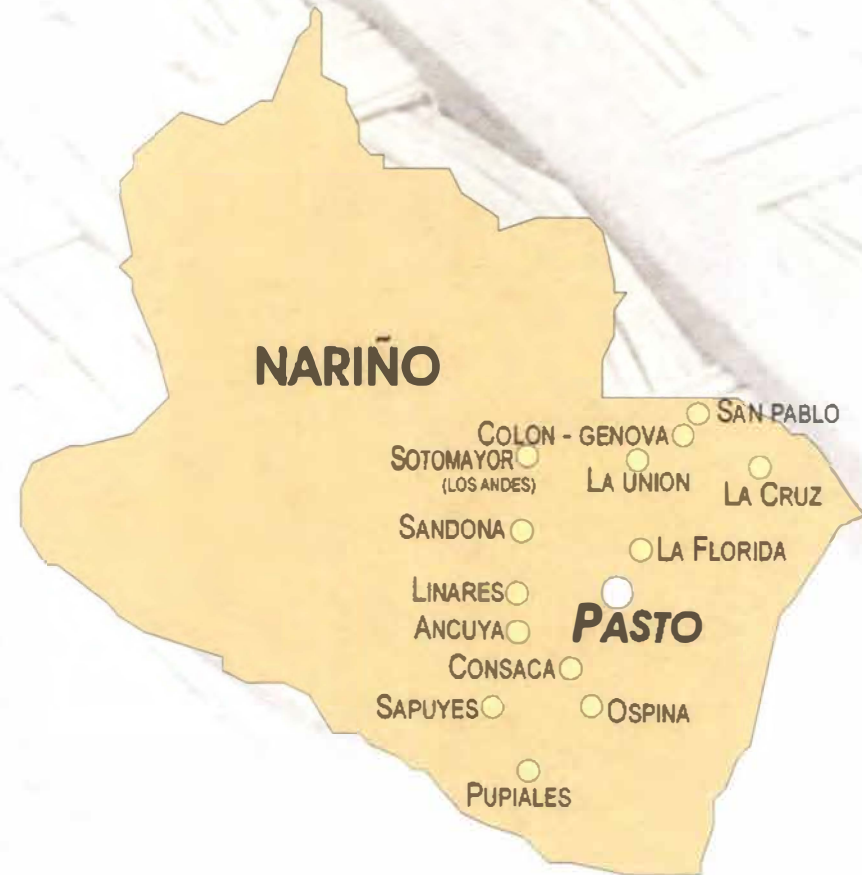 NARIÑO
SAN PABLO
COLON - GENOVA
SOTOMAYOR
(LOS ANDES)
LA UNION
LA CRUZ
SANDONA
LA FLORIDA
LINARES
PASTO
ANCUYA
CONSACA
SAPUYES
OSPINA
PUPIALES